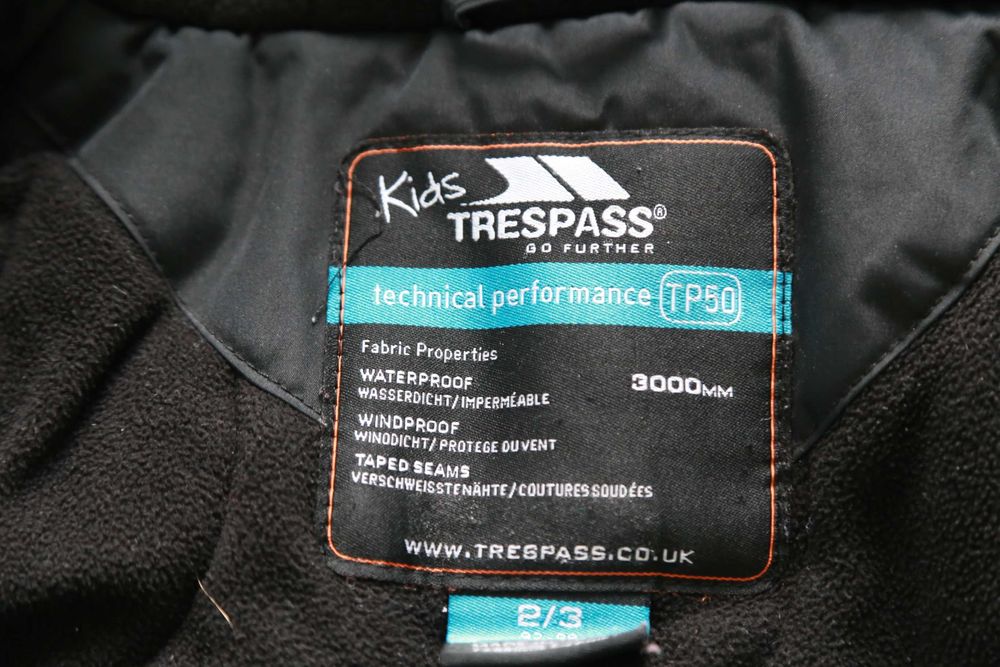 Kids
TRESPASS®
GO FURTHER
technical performance TP50
Fabric Properties
WATERPROOF 3000MM
WASSERDICHT/IMPERMÉABLE
WINDPROOF
WINDDICHT/PROTEGE DU VENT
TAPED SEAMS
VERSCHWEISSTENÄHTE/COUTURES SOUDÉES
WWW.TRESPASS.CO.UK
2/3